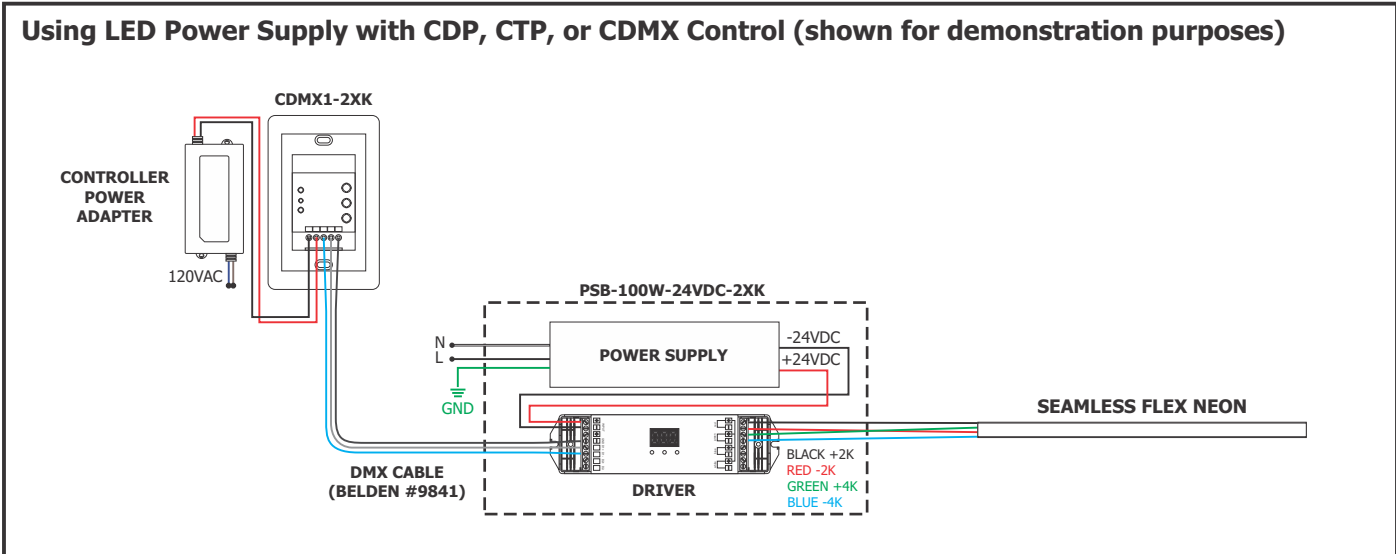 Using LED Power Supply with CDP, CTP, or CDMX Control (shown for demonstration purposes)
CDMX1-2XK
CONTROLLER
POWER
ADAPTER
120VAC
PSB-100W-24VDC-2XK
N
L
GND
POWER SUPPLY
-24VDC
+24VDC
SEAMLESS FLEX NEON
DMX CABLE
(BELDEN #9841)
DRIVER
BLACK +2K
RED -2K
GREEN +4K
BLUE -4K